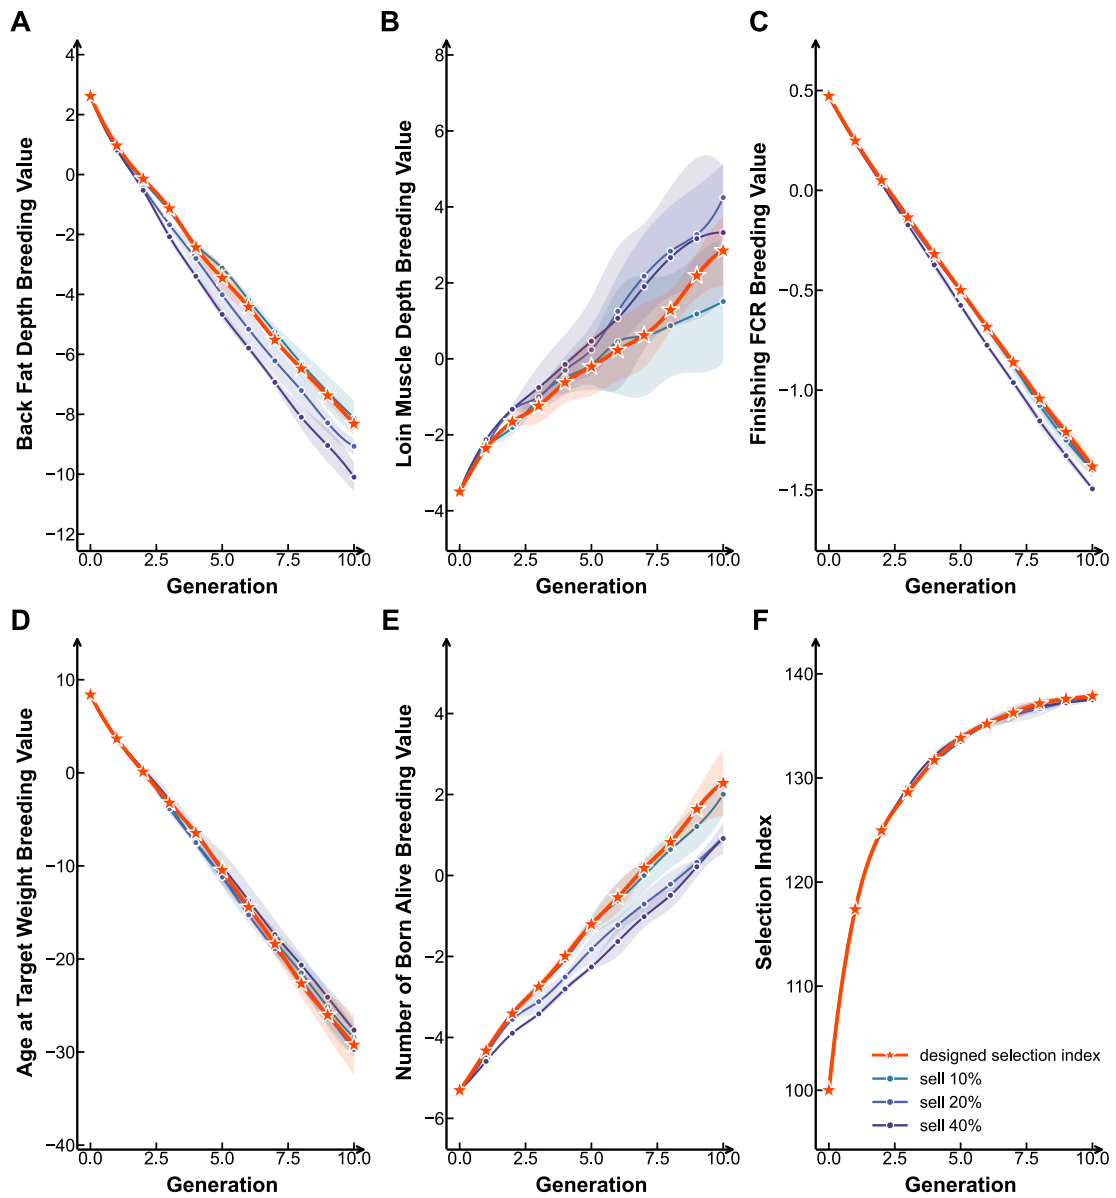 A
Back Fat Depth Breeding Value
4
2
0
−2
−4
−6
−8
−10
−12
0.0 2.5 5.0 7.5 10.0
Generation
B
Loin Muscle Depth Breeding Value
8
6
4
2
0
−2
−4
0.0 2.5 5.0 7.5 10.0
Generation
C
Finishing FCR Breeding Value
0.5
0.0
−0.5
−1.0
−1.5
0.0 2.5 5.0 7.5 10.0
Generation
D
Age at Target Weight Breeding Value
10
0
−10
−20
−30
−40
0.0 2.5 5.0 7.5 10.0
Generation
E
Number of Born Alive Breeding Value
4
2
0
−2
−4
−6
0.0 2.5 5.0 7.5 10.0
Generation
F
Selection Index
140
130
120
110
100
designed selection index
sell 10%
sell 20%
sell 40%
0.0 2.5 5.0 7.5 10.0
Generation